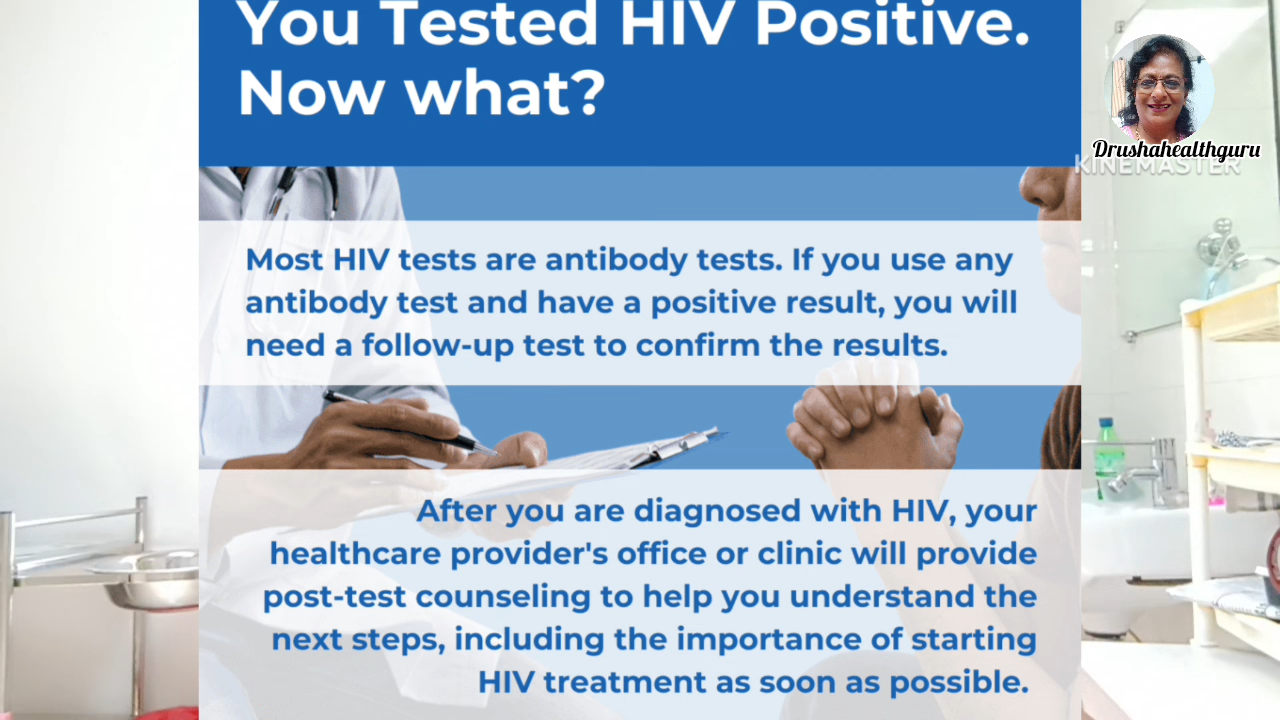 You Tested HIV Positive.
Now what?
Drushahealthguru
KINEMASTER
Most HIV tests are antibody tests. If you use any
antibody test and have a positive result, you will
need a follow-up test to confirm the results.
After you are diagnosed with HIV, your
healthcare provider's office or clinic will provide
post-test counseling to help you understand the
next steps, including the importance of starting
HIV treatment as soon as possible.